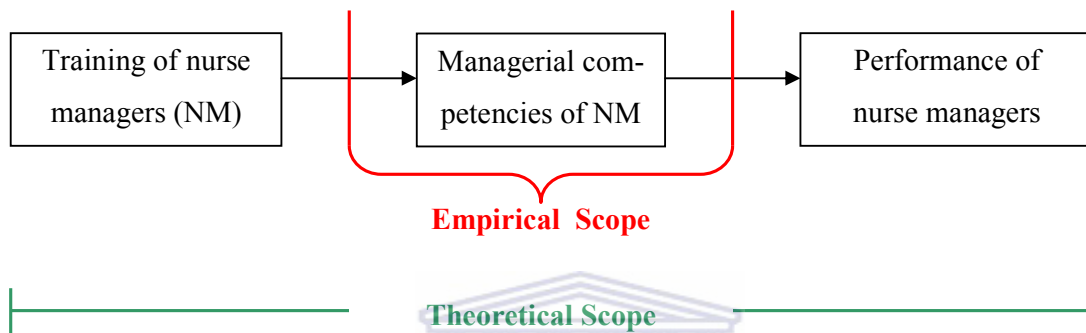 Training of nurse
managers (NM)
Managerial com-
petencies of NM
Performance of
nurse managers
Empirical Scope
Theoretical Scope